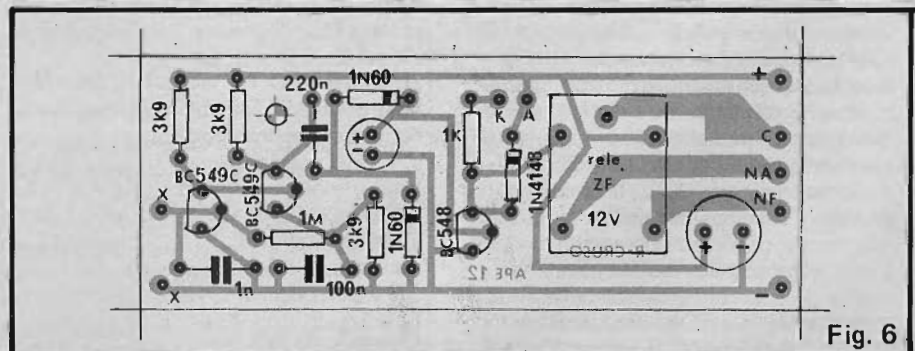 1N60
220n
+
3k9
3k9
+
-
1K
K
A
C
1N4148
rele
ZF
12V
NA
NF
BC549C
BC549C
X
1M
3k9
1N60
BC548
R-CRUSO
APE 12
+
-
X
1n
100n
-
Fig. 6